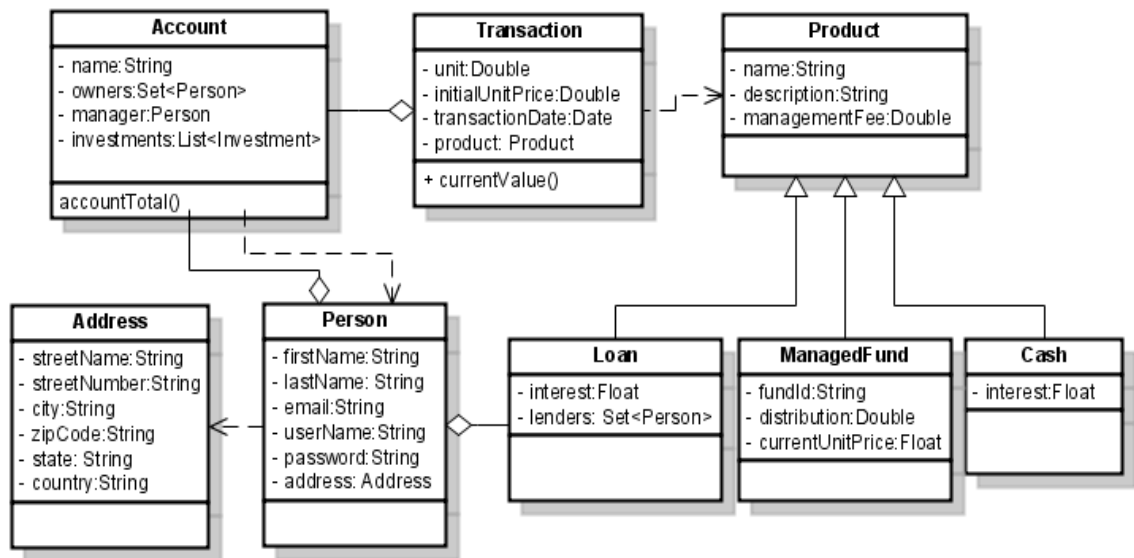 Account
- name:String
- owners:Set<Person>
- manager:Person
- investments:List<Investment>
accountTotal()
Transaction
- unit:Double
- initialUnitPrice:Double
- transactionDate:Date
- product: Product
+ currentValue()
Product
- name:String
- description:String
- managementFee:Double
Address
- streetName:String
- streetNumber:String
- city:String
- zipCode:String
- state: String
- country:String
Person
- firstName:String
- lastName: String
- email:String
- userName:String
- password:String
- address: Address
Loan
- interest:Float
- lenders: Set<Person>
ManagedFund
- fundId:String
- distribution:Double
- currentUnitPrice:Float
Cash
- interest:Float